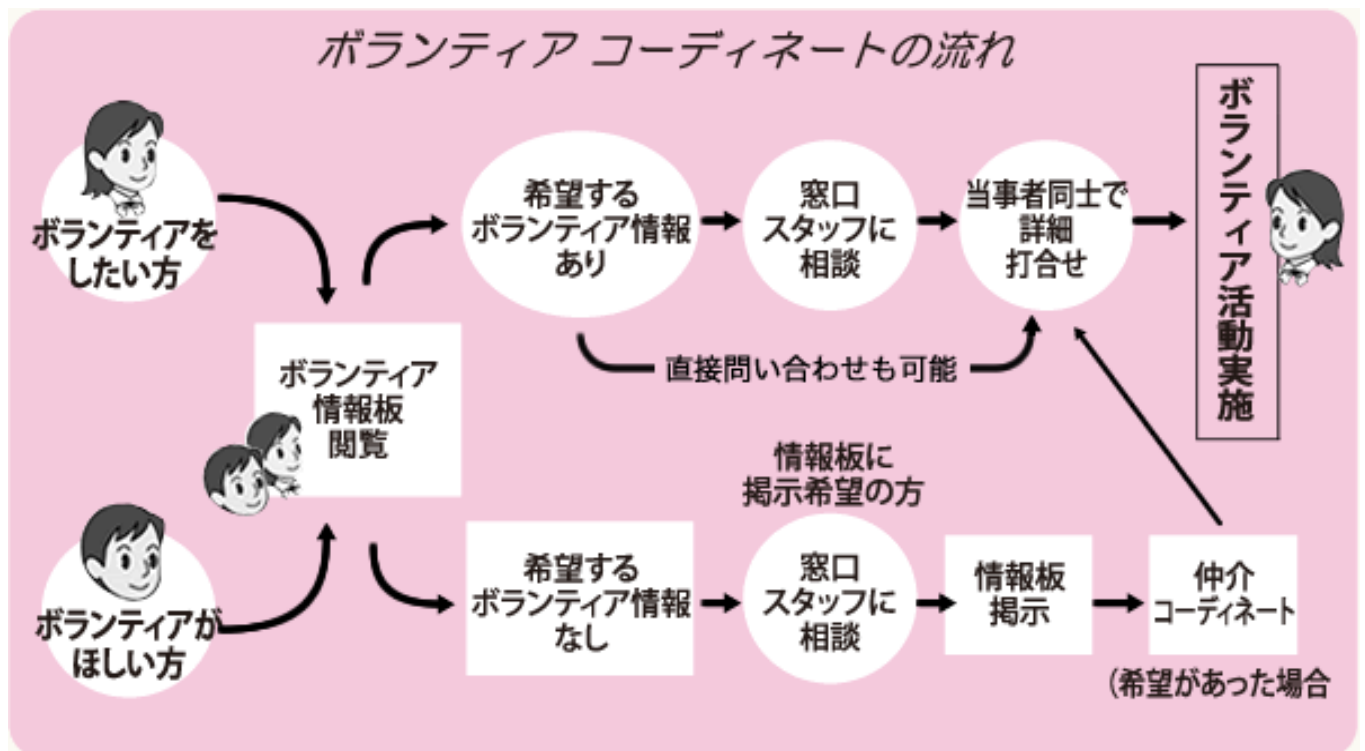 ボランティア コーディネートの流れ
ボランティアを
したい方
ボランティアが
ほしい方
ボランティア
情報板
閲覧
希望する
ボランティア情報
あり
窓口
スタッフに
相談
当事者同士で
詳細
打合せ
ボランティア活動実施
直接問い合わせも可能
希望する
ボランティア情報
なし
情報板に
掲示希望の方
窓口
スタッフに
相談
情報板
掲示
仲介
コーディネート
(希望があった場合